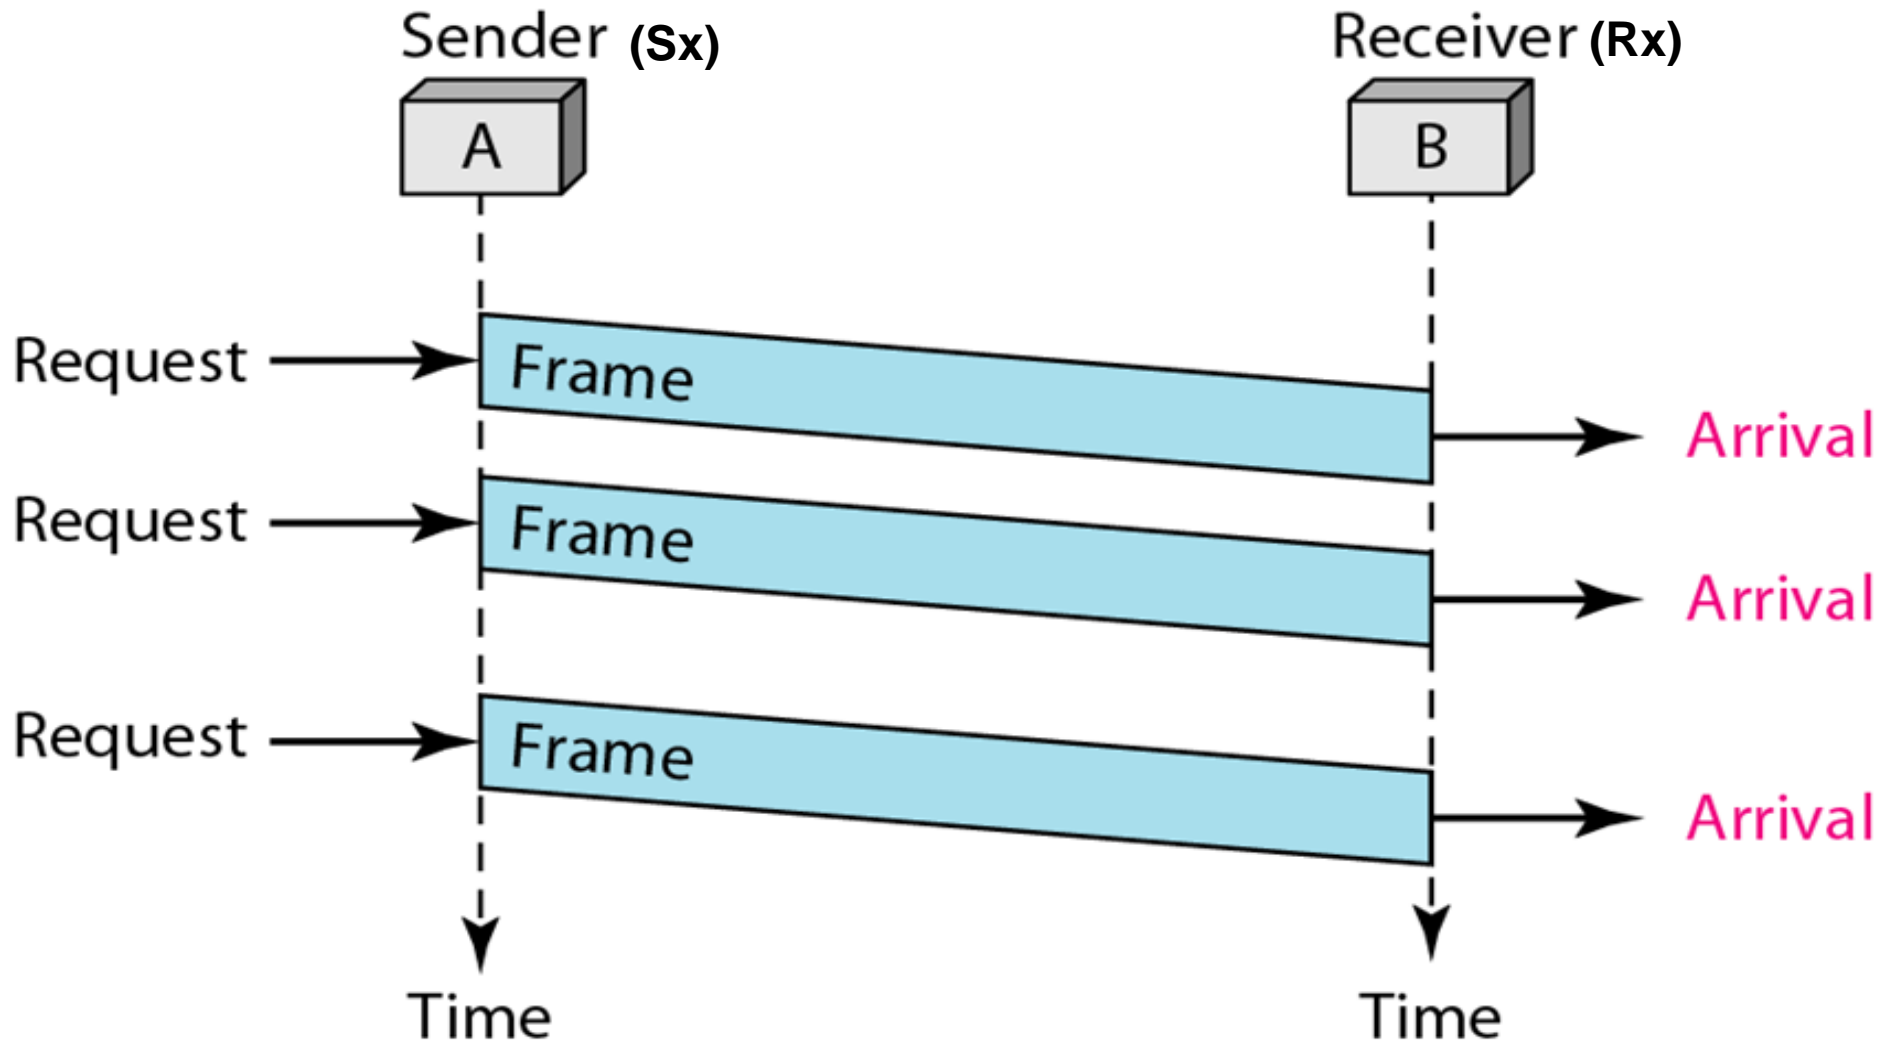 Sender (Sx)
Receiver (Rx)
A
B
Request
Frame
Arrival
Request
Frame
Arrival
Request
Frame
Arrival
Time
Time